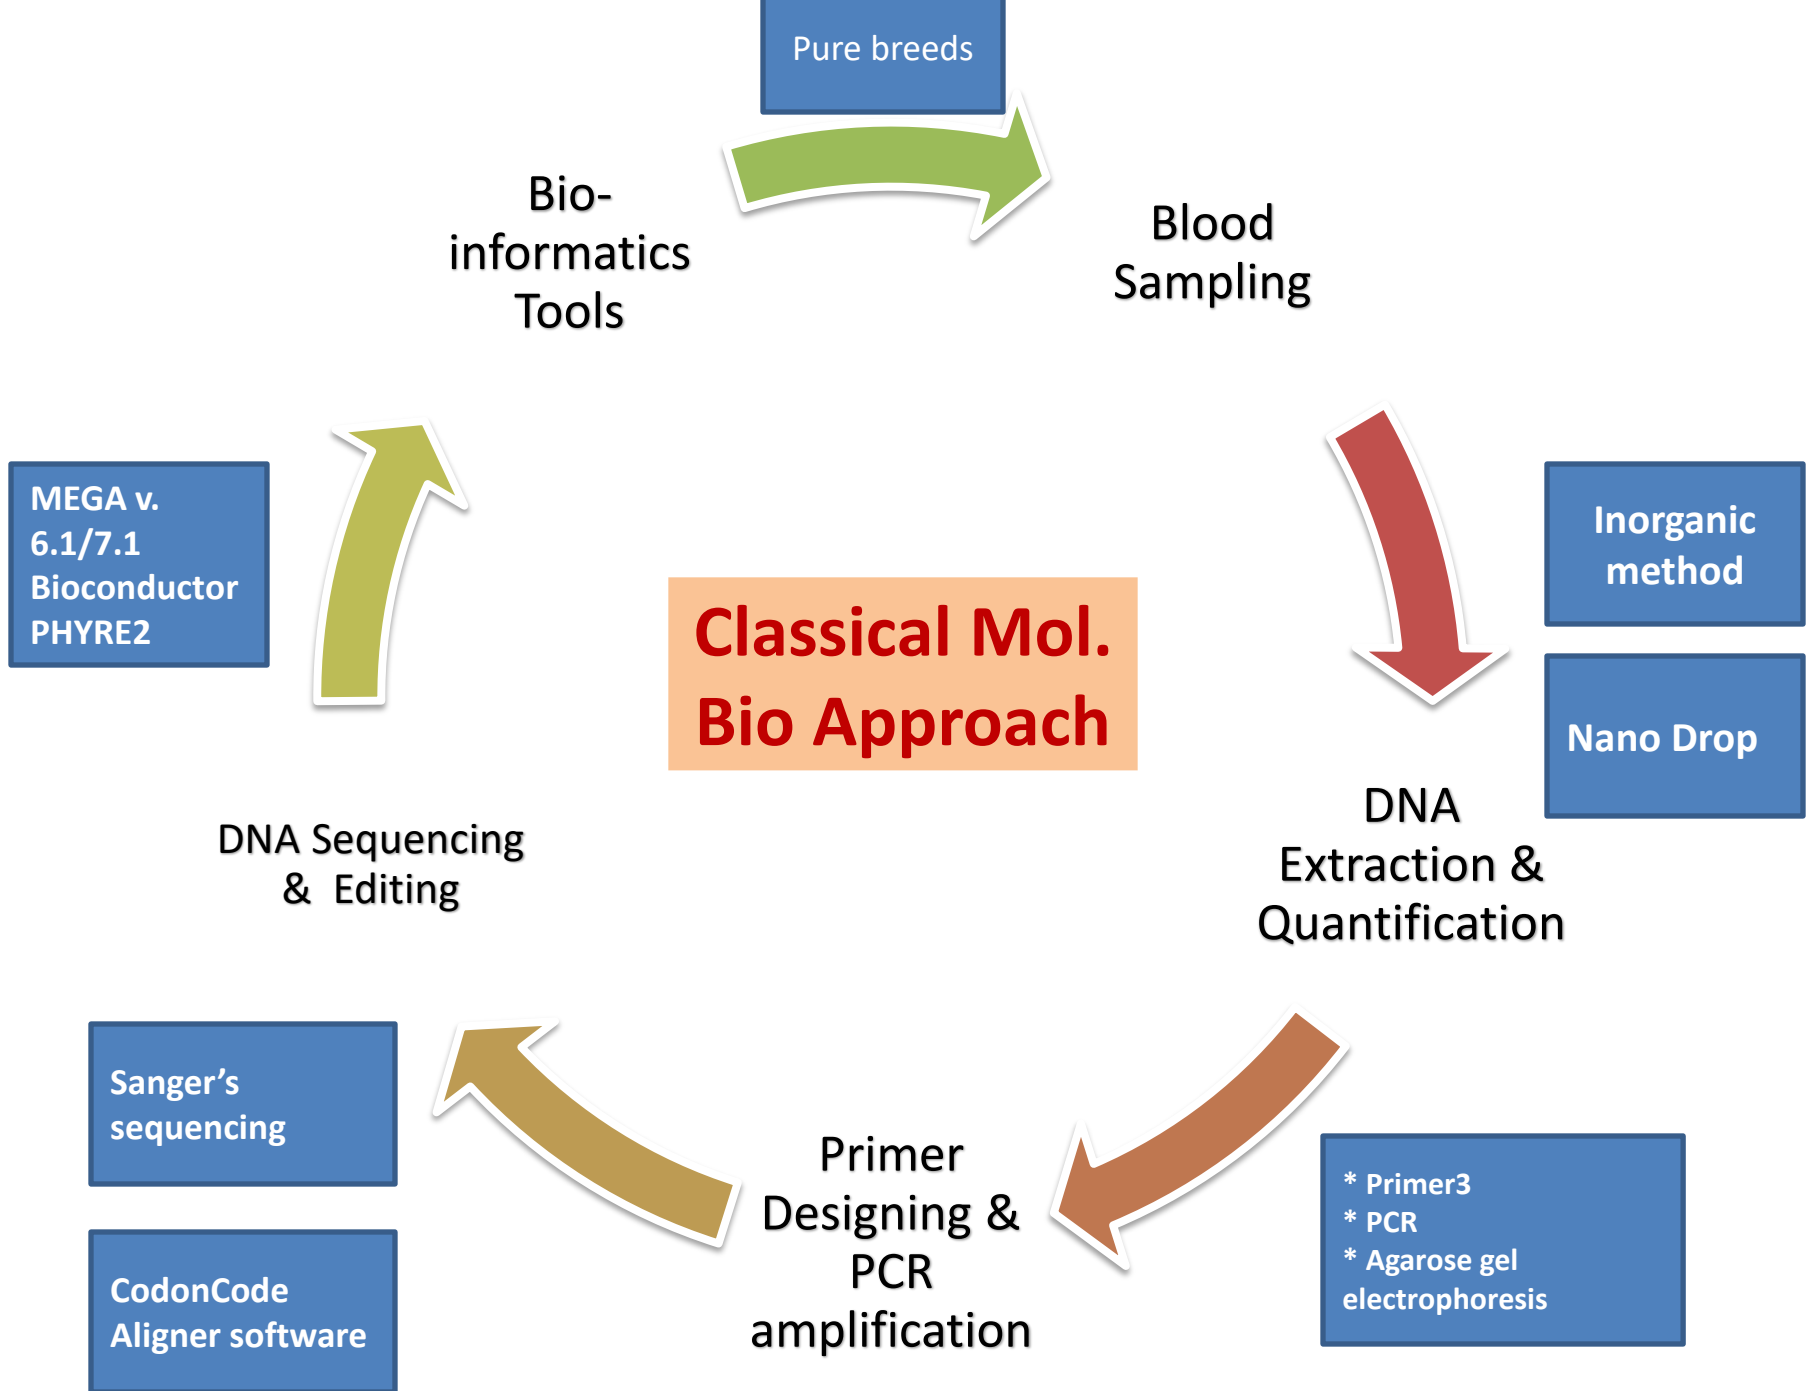 Pure breeds
Bio-
informatics
Tools
Blood
Sampling
MEGA v.
6.1/7.1
Bioconductor
PHYRE2
Inorganic
method
Classical Mol.
Bio Approach
Nano Drop
DNA
Extraction &
Quantification
DNA Sequencing
& Editing
Sanger’s
sequencing
Primer
Designing &
PCR
amplification
* Primer3
* PCR
* Agarose gel
electrophoresis
CodonCode
Aligner software